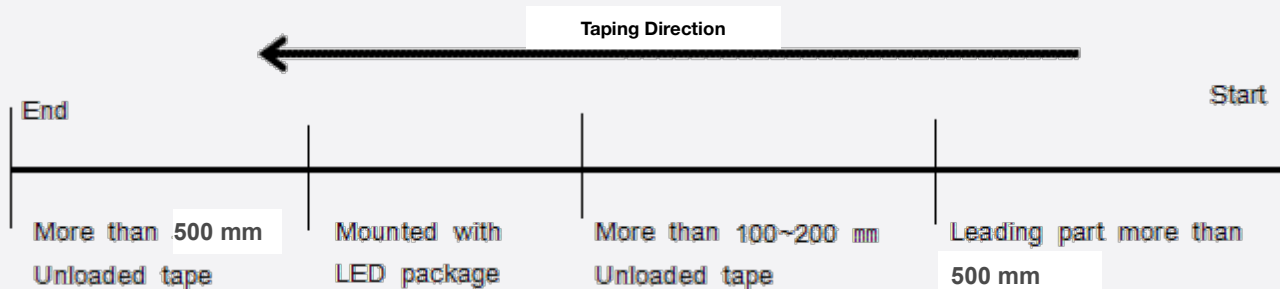 Taping Direction
End
Start
More than 500 mm
Unloaded tape
Mounted with
LED package
More than 100~200 mm
Unloaded tape
Leading part more than
500 mm